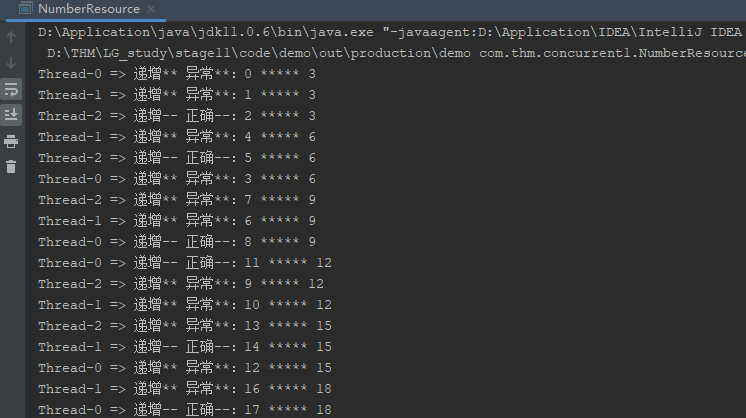 NumberResource ×
D:\Application\java\jdk11.0.6\bin\java.exe "-javaagent:D:\Application\IDEA\IntelliJ IDEA
D:\THM\LG_study\stage11\code\demo\out\production\demo com.thm.concurrent1.NumberResource
Thread-0 => 递增** 异常**: 0 ***** 3
Thread-1 => 递增** 异常**: 1 ***** 3
Thread-2 => 递增-- 正确--: 2 ***** 3
Thread-1 => 递增** 异常**: 4 ***** 6
Thread-2 => 递增-- 正确--: 5 ***** 6
Thread-0 => 递增** 异常**: 3 ***** 6
Thread-2 => 递增** 异常**: 7 ***** 9
Thread-1 => 递增** 异常**: 6 ***** 9
Thread-0 => 递增-- 正确--: 8 ***** 9
Thread-0 => 递增-- 正确--: 11 ***** 12
Thread-2 => 递增** 异常**: 9 ***** 12
Thread-1 => 递增** 异常**: 10 ***** 12
Thread-2 => 递增** 异常**: 13 ***** 15
Thread-1 => 递增-- 正确--: 14 ***** 15
Thread-0 => 递增** 异常**: 12 ***** 15
Thread-1 => 递增** 异常**: 16 ***** 18
Thread-0 => 递增-- 正确--: 17 ***** 18